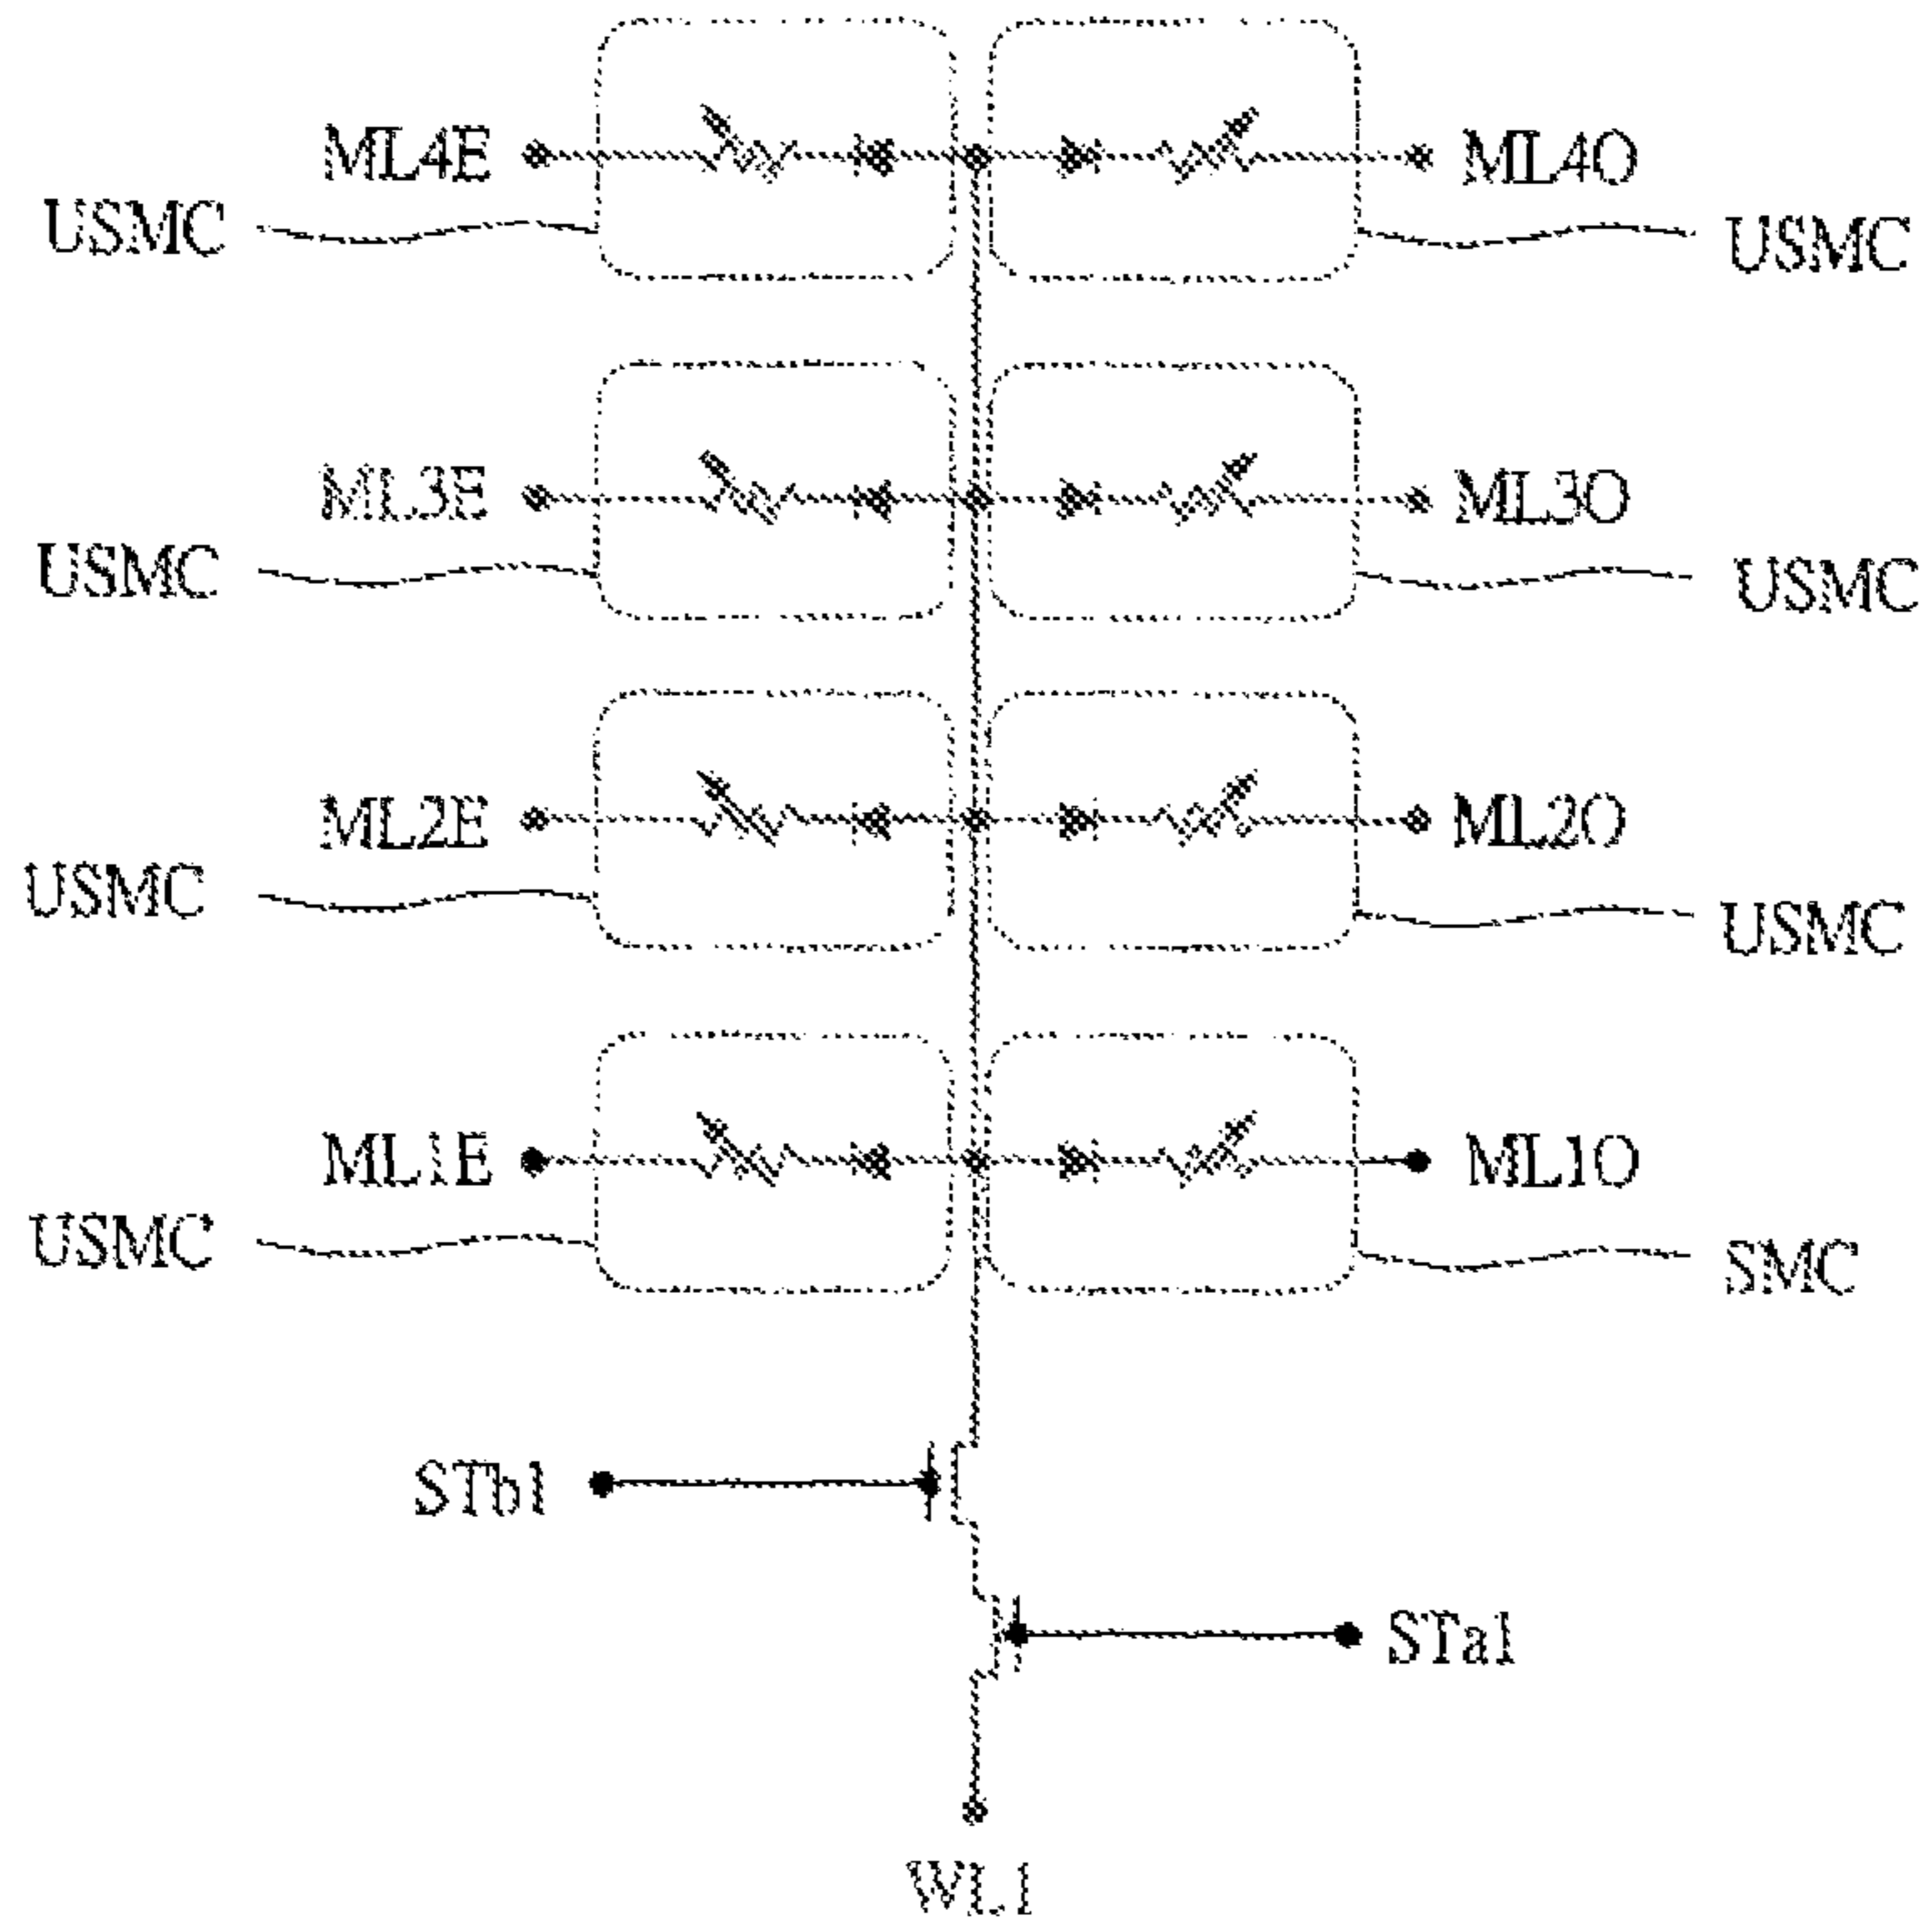 ML4E
ML4O
USMC
USMC
ML3E
ML3O
USMC
USMC
ML2E
ML2O
USMC
USMC
ML1E
ML1O
USMC
SMC
STb1
STa1
WL1